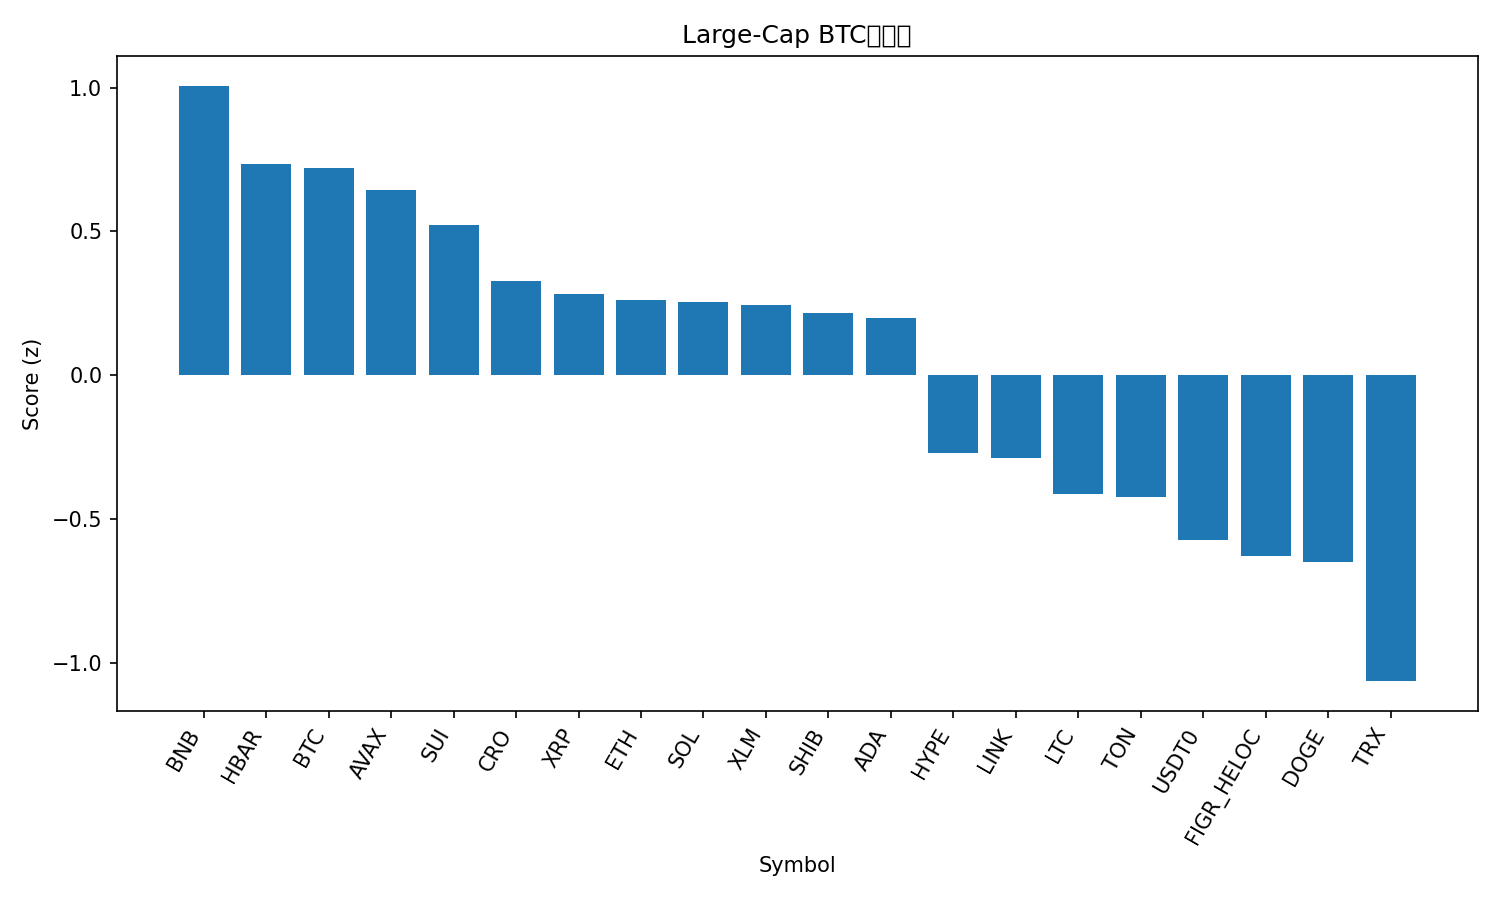 Large-Cap BTC
1.0
0.5
0.0
−0.5
−1.0
Score (z)
BNB
HBAR
BTC
AVAX
SUI
CRO
XRP
ETH
SOL
XLM
SHIB
ADA
HYPE
LINK
LTC
TON
USDT0
FIGR_HELOC
DOGE
TRX
Symbol